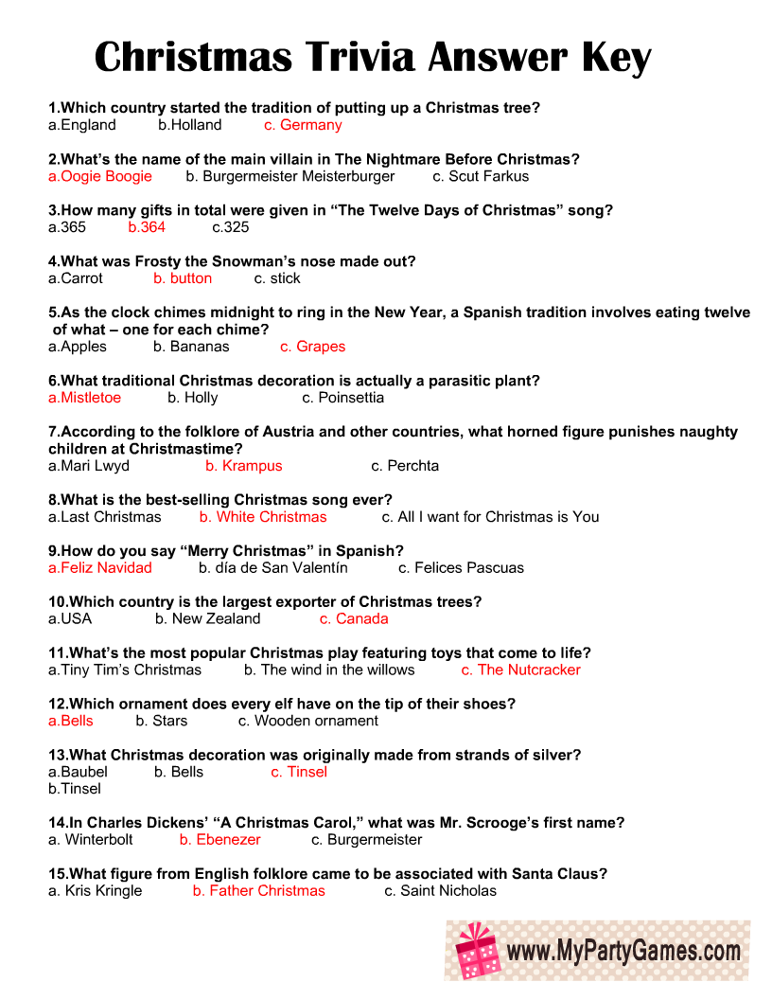 Christmas Trivia Answer Key
1.Which country started the tradition of putting up a Christmas tree?
a.England b.Holland c. Germany
2.What’s the name of the main villain in The Nightmare Before Christmas?
a.Oogie Boogie b. Burgermeister Meisterburger c. Scut Farkus
3.How many gifts in total were given in “The Twelve Days of Christmas” song?
a.365 b.364 c.325
4.What was Frosty the Snowman’s nose made out?
a.Carrot b. button c. stick
5.As the clock chimes midnight to ring in the New Year, a Spanish tradition involves eating twelve
of what – one for each chime?
a.Apples b. Bananas c. Grapes
6.What traditional Christmas decoration is actually a parasitic plant?
a.Mistletoe b. Holly c. Poinsettia
7.According to the folklore of Austria and other countries, what horned figure punishes naughty
children at Christmastime?
a.Mari Lwyd b. Krampus c. Perchta
8.What is the best-selling Christmas song ever?
a.Last Christmas b. White Christmas c. All I want for Christmas is You
9.How do you say “Merry Christmas” in Spanish?
a.Feliz Navidad b. día de San Valentín c. Felices Pascuas
10.Which country is the largest exporter of Christmas trees?
a.USA b. New Zealand c. Canada
11.What’s the most popular Christmas play featuring toys that come to life?
a.Tiny Tim’s Christmas b. The wind in the willows c. The Nutcracker
12.Which ornament does every elf have on the tip of their shoes?
a.Bells b. Stars c. Wooden ornament
13.What Christmas decoration was originally made from strands of silver?
a.Baubel b. Bells c. Tinsel
b.Tinsel
14.In Charles Dickens’ “A Christmas Carol,” what was Mr. Scrooge’s first name?
a. Winterbolt b. Ebenezer c. Burgermeister
15.What figure from English folklore came to be associated with Santa Claus?
a. Kris Kringle b. Father Christmas c. Saint Nicholas
www.MyPartyGames.com